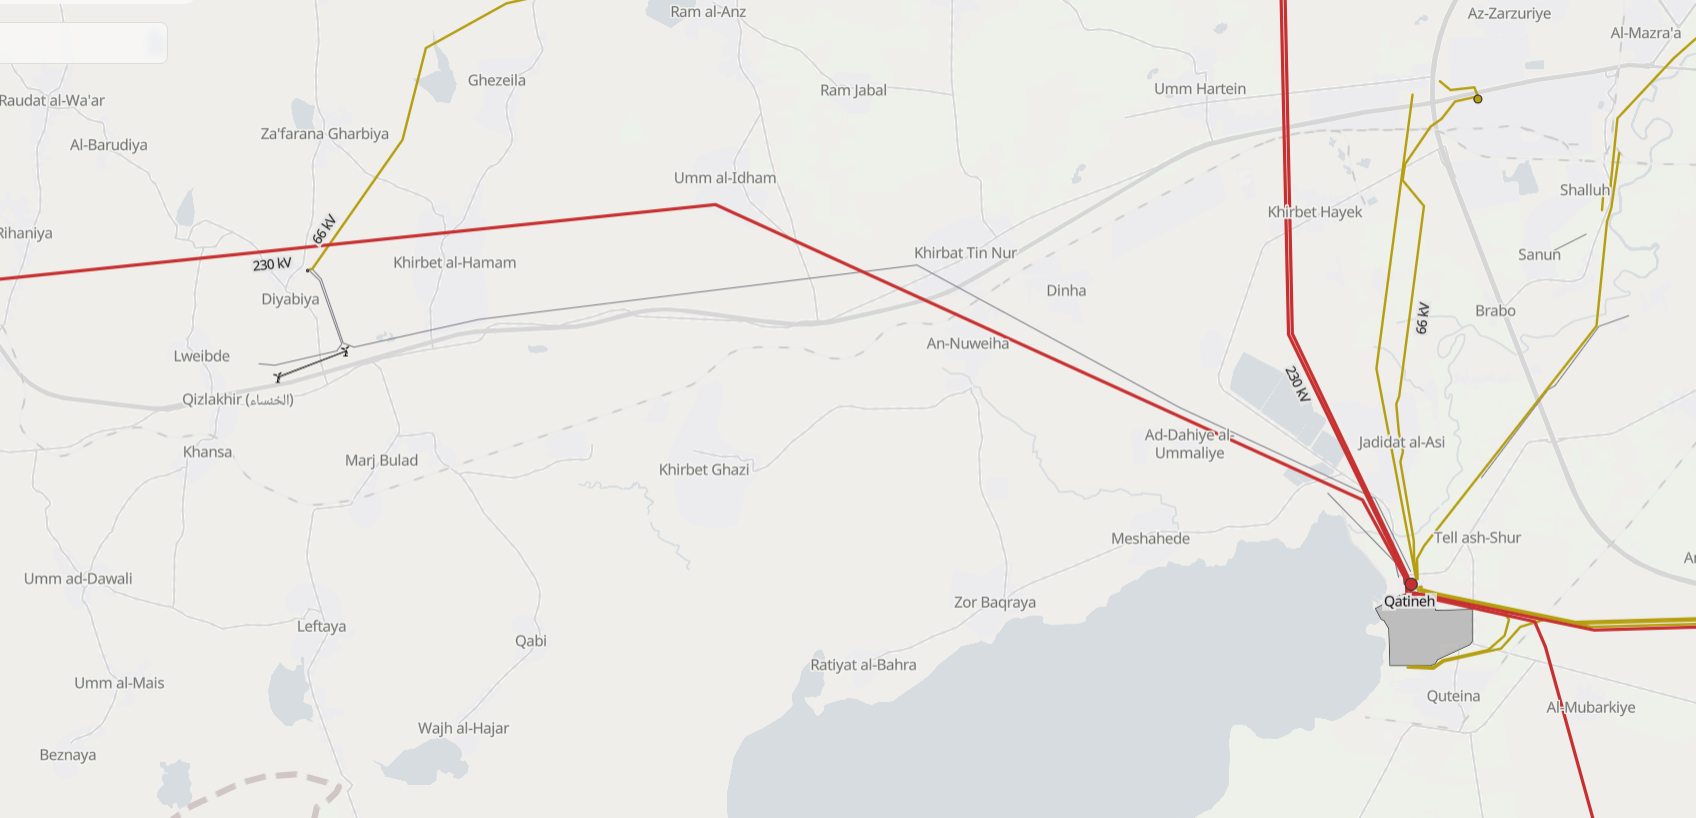 Ram al-Anz
Az-Zarzuriye
Al-Mazra'a
Ghezeila
Ram Jabal
Umm Hartein
Raudat al-Wa'ar
Za'farana Gharbiya
Al-Barudiya
Umm al-Idham
Shalluh
Khirbet Hayek
66 kV
Rihaniya
Khirbat Tin Nur
Sanun
230 kV
Khirbet al-Hamam
Dinha
Diyabiya
Brabo
66 kV
An-Nuweiha
Lweibde
230 kV
Qizlakhir (الخنساء)
Ad-Dahiye al-
Ummaliye
Jadidat al-Asi
Khansa
Marj Bulad
Khirbet Ghazi
Meshahede
Tell ash-Shur
Umm ad-Dawali
Zor Baqraya
Qatineh
Leftaya
Qabi
Ratiyat al-Bahra
Umm al-Mais
Quteina
Al-Mubarkiye
Wajh al-Hajar
Beznaya